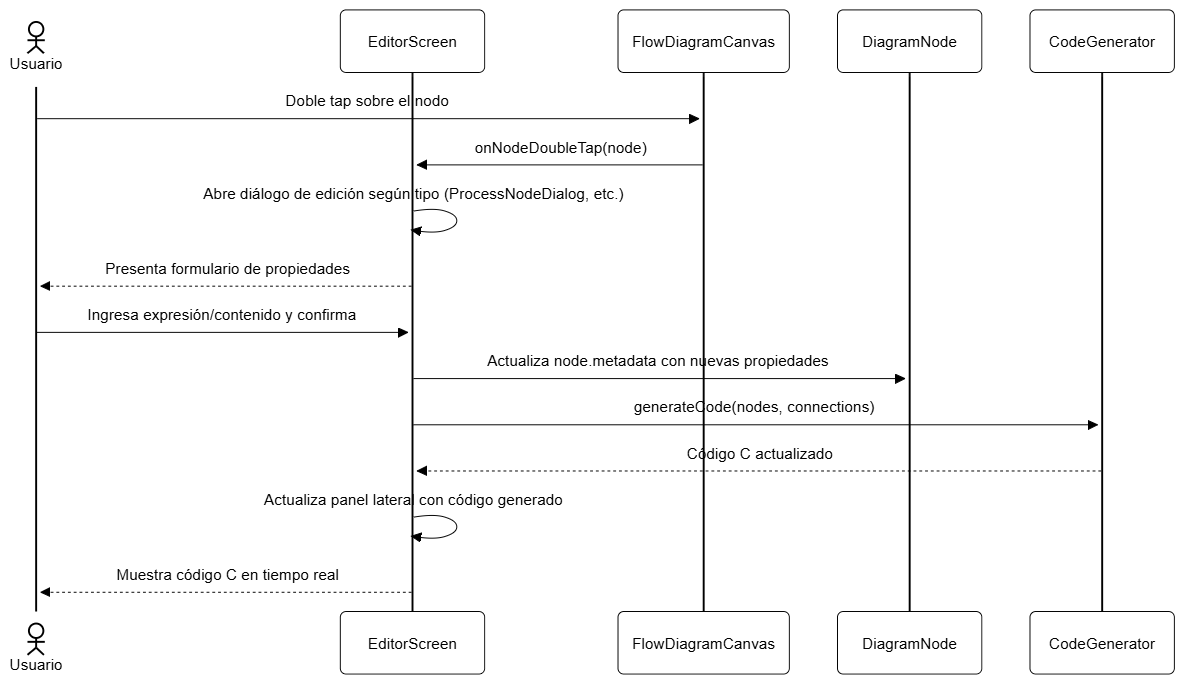 Usuario
EditorScreen
FlowDiagramCanvas
DiagramNode
CodeGenerator
Doble tap sobre el nodo
onNodeDoubleTap(node)
Abre diálogo de edición según tipo (ProcessNodeDialog, etc.)
Presenta formulario de propiedades
Ingresa expresión/contenido y confirma
Actualiza node.metadata con nuevas propiedades
generateCode(nodes, connections)
Código C actualizado
Actualiza panel lateral con código generado
Muestra código C en tiempo real
Usuario
EditorScreen
FlowDiagramCanvas
DiagramNode
CodeGenerator